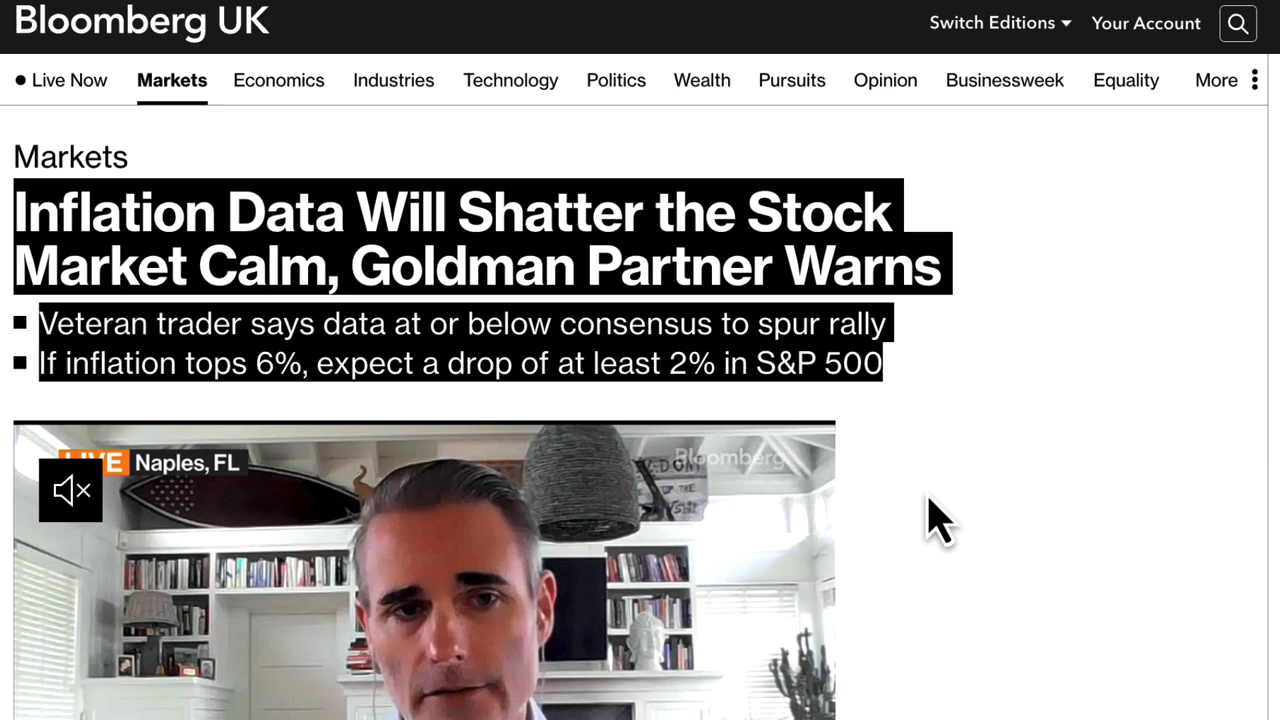 Bloomberg UK
Switch Editions Your Account
Live Now Markets Economics Industries Technology Politics Wealth Pursuits Opinion Businessweek Equality More
Markets
Inflation Data Will Shatter the Stock
Market Calm, Goldman Partner Warns
Veteran trader says data at or below consensus to spur rally
If inflation tops 6%, expect a drop of at least 2% in S&P 500
LIVE Naples, FL
Bloomberg